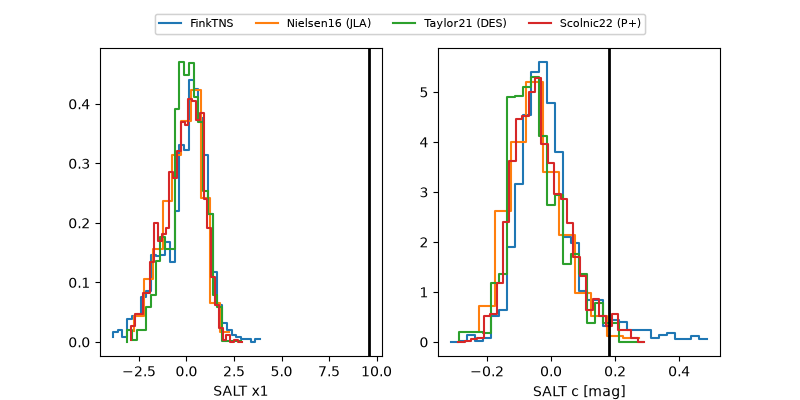 FinkTNS Nielsen16 (JLA) Taylor21 (DES) Scolnic22 (P+)
0.4
0.3
0.2
0.1
0.0
−2.5 0.0 2.5 5.0 7.5 10.0
SALT x1
5
4
3
2
1
0
−0.2 0.0 0.2 0.4
SALT c [mag]